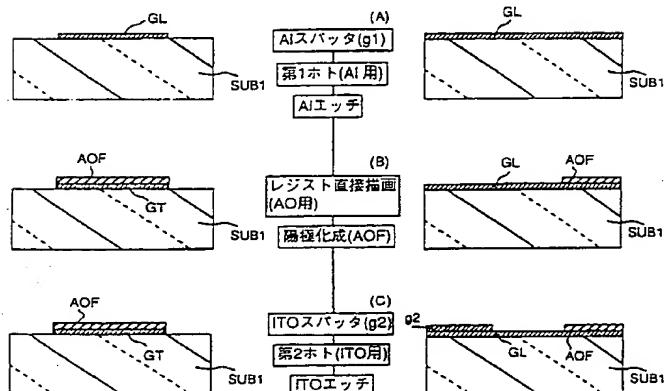 GL
SUB1
(A)
Alスパッタ(g1)
第1ホト(Al用)
Alエッチ
GL
SUB1
AOF
GT
SUB1
(B)
レジスト直接描画
(AO用)
陽極化成(AOF)
GL
AOF
SUB1
AOF
GT
SUB1
(C)
ITOスパッタ(g2)
第2ホト(ITO用)
ITOエッチ
g2
GL
AOF
SUB1